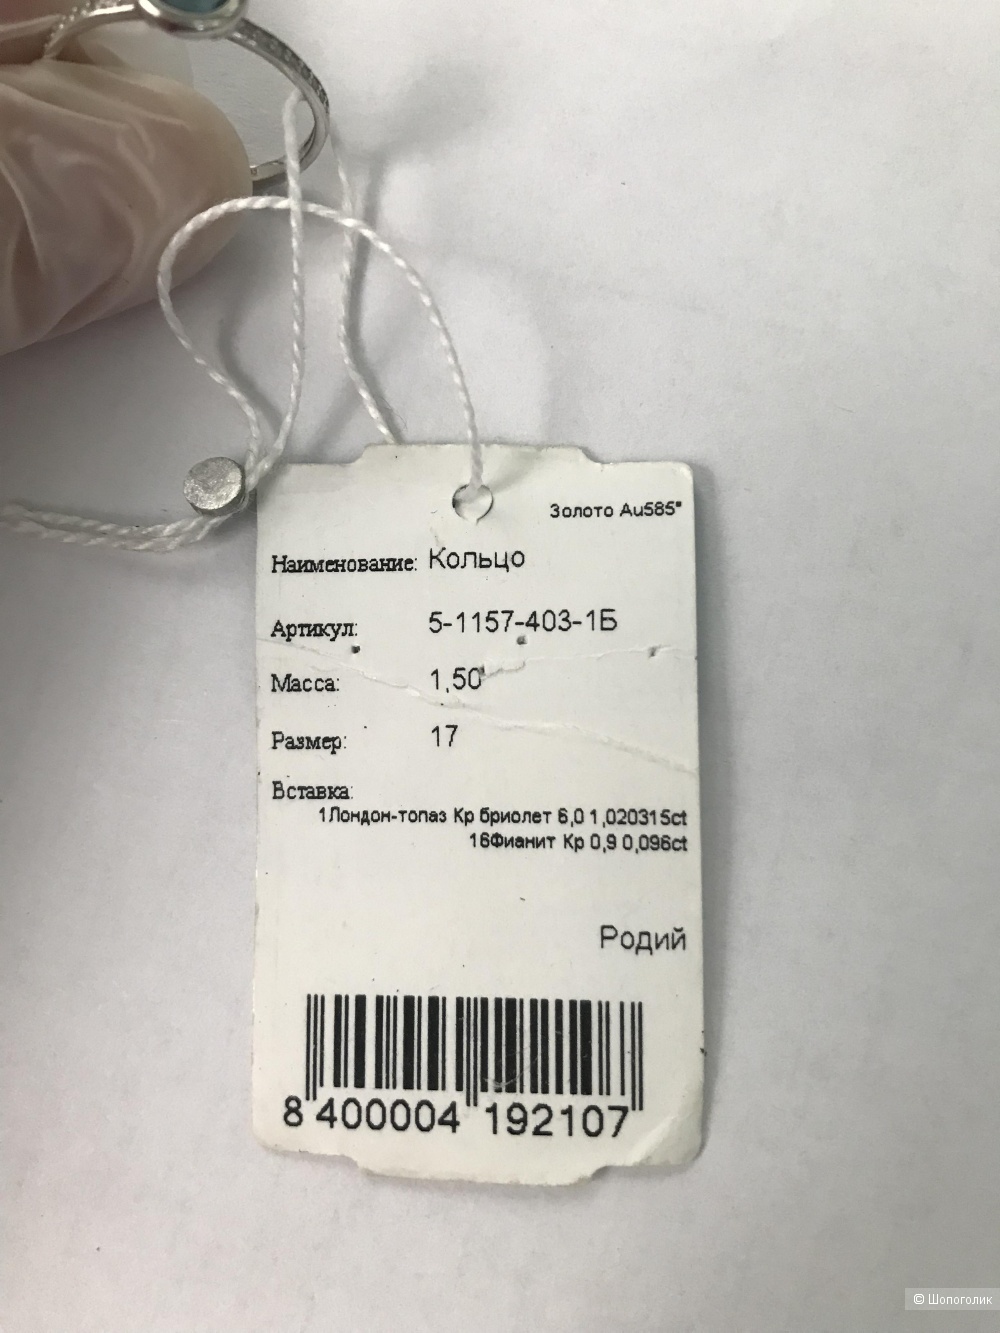 Золото Au585°
Наименование: Кольцо
Артикул: 5-1157-403-1Б
Масса: 1,50
Размер: 17
Вставка:
1Лондон-топаз Кр бриолет 6,0 1,020315ct
16Фианит Кр 0,9 0,096ct
Родий
8 400004 192107
© Шопоголик